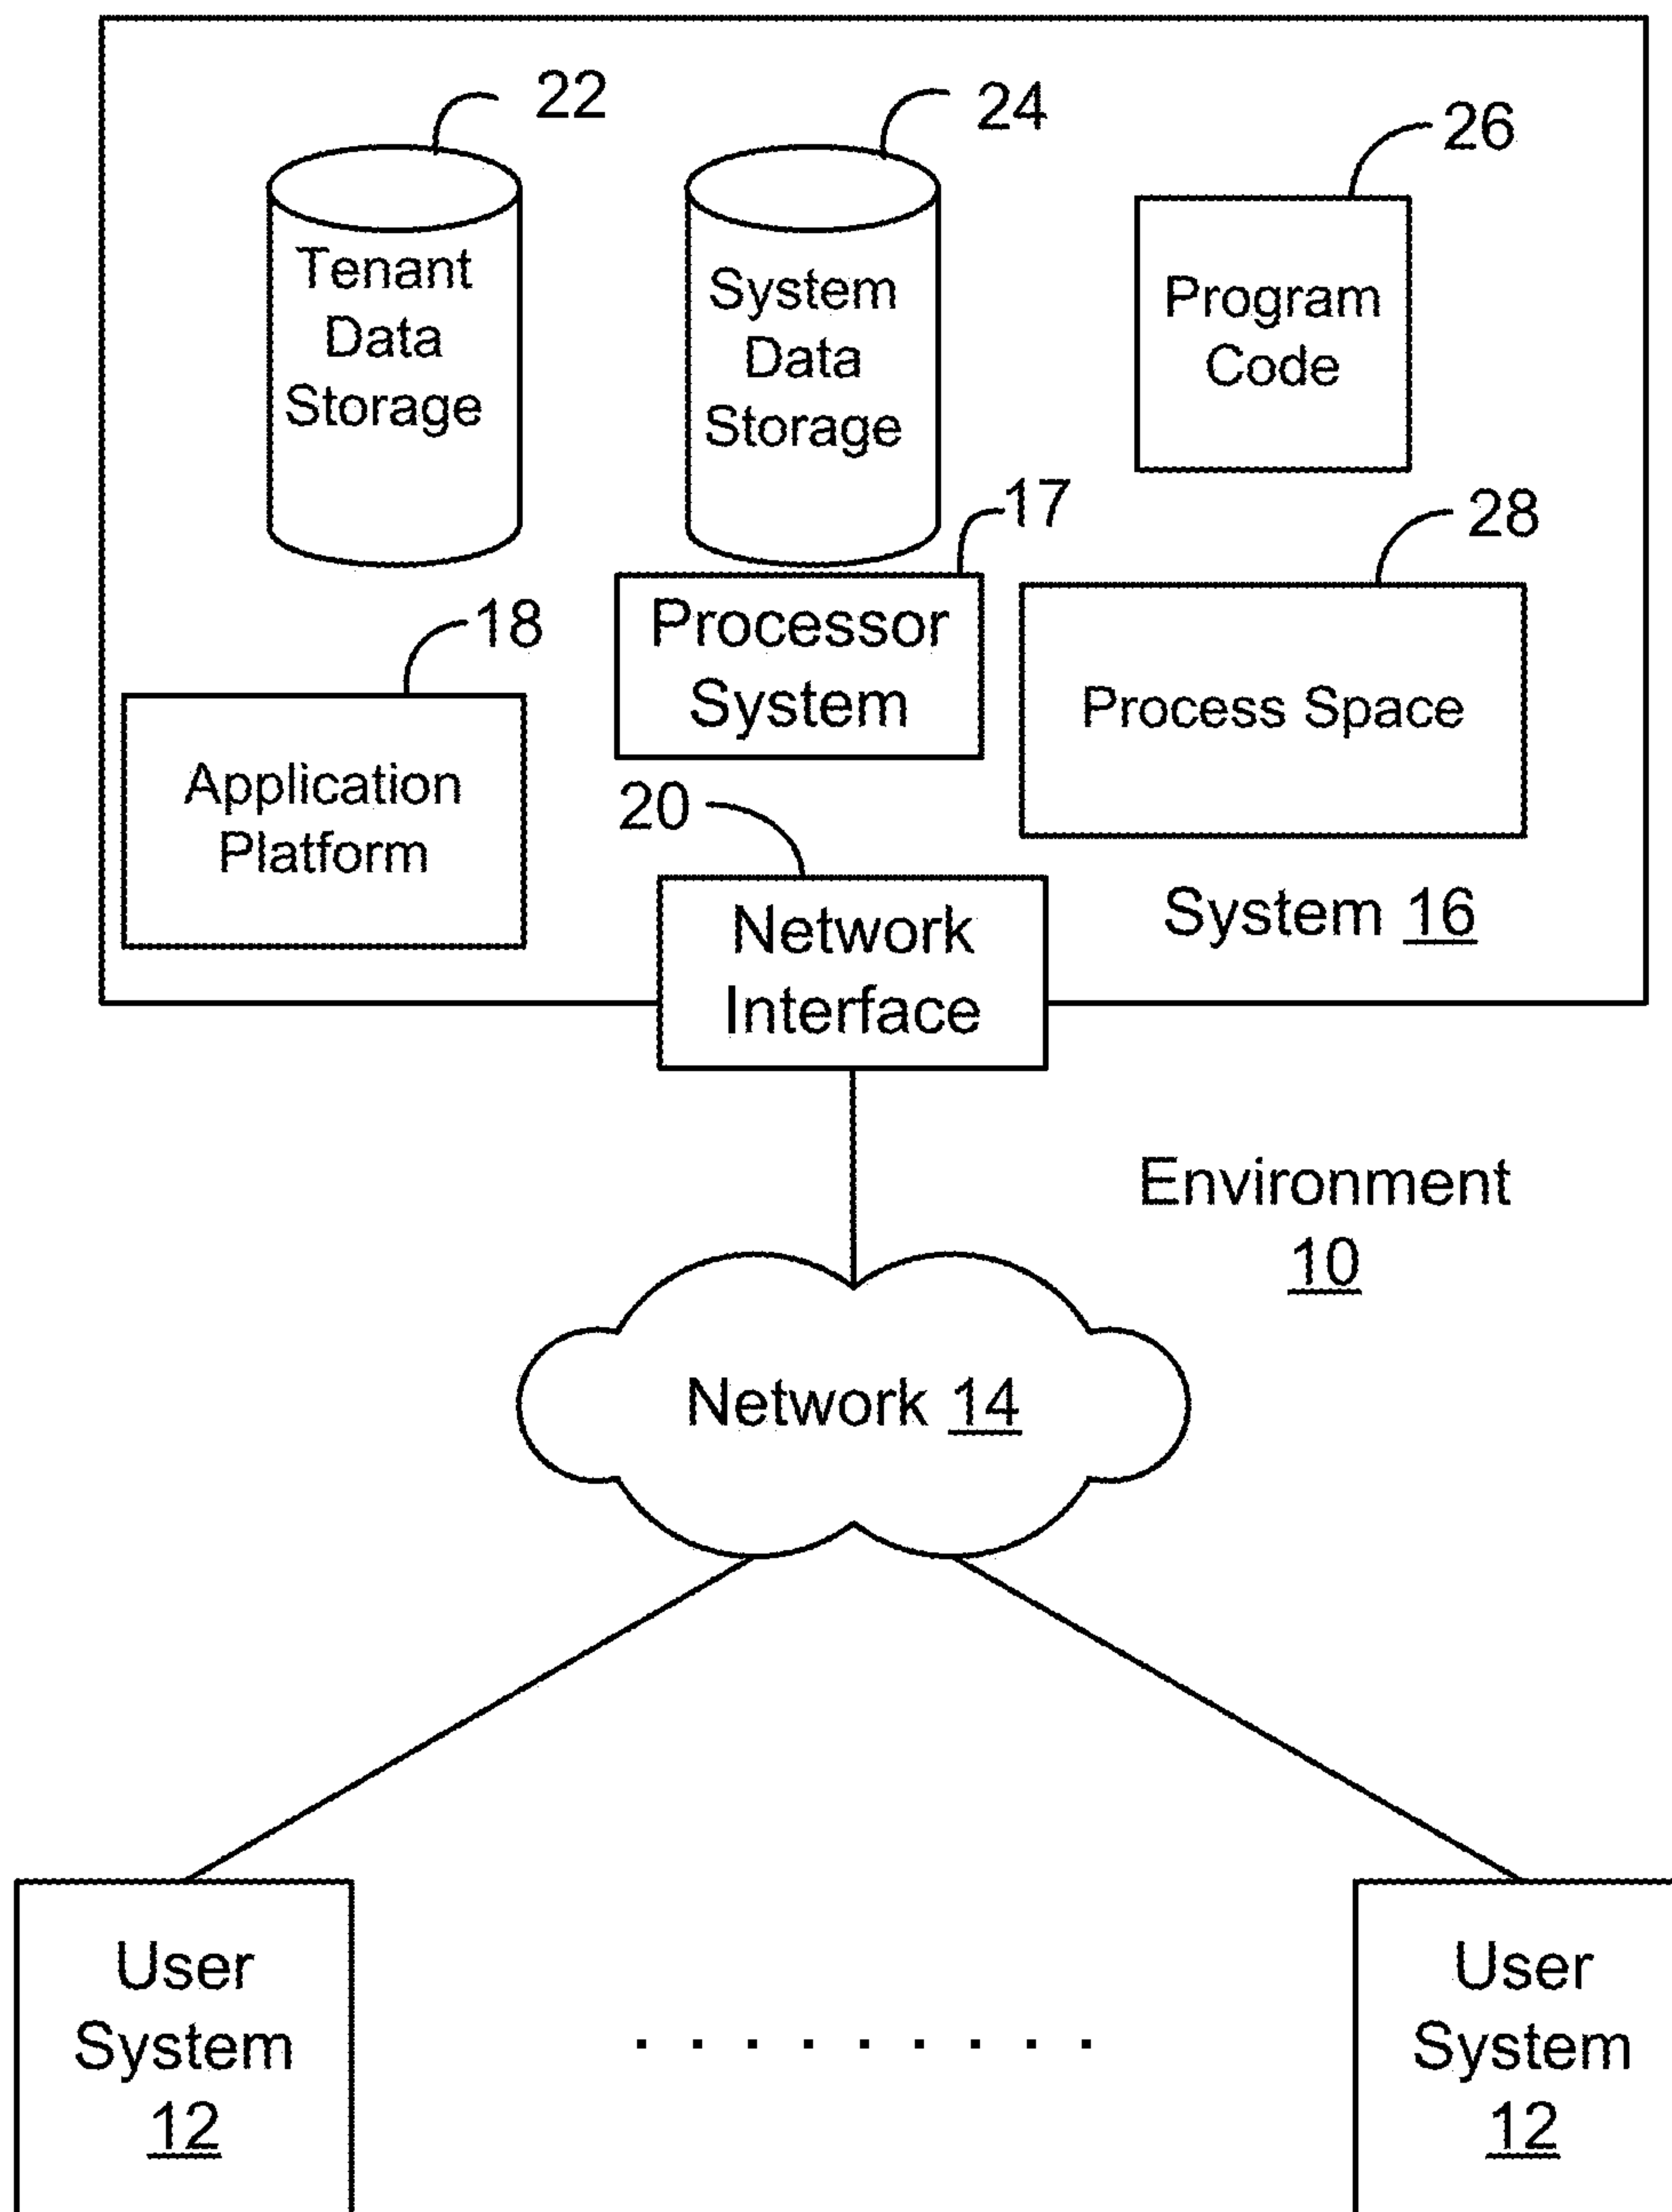 22
24
26
Tenant
Data
Storage
System
Data
Storage
Program
Code
17
28
18
Processor
System
Process Space
Application
Platform
20
Network
Interface
System 16
Environment
10
Network 14
User
System
12
User
System
12